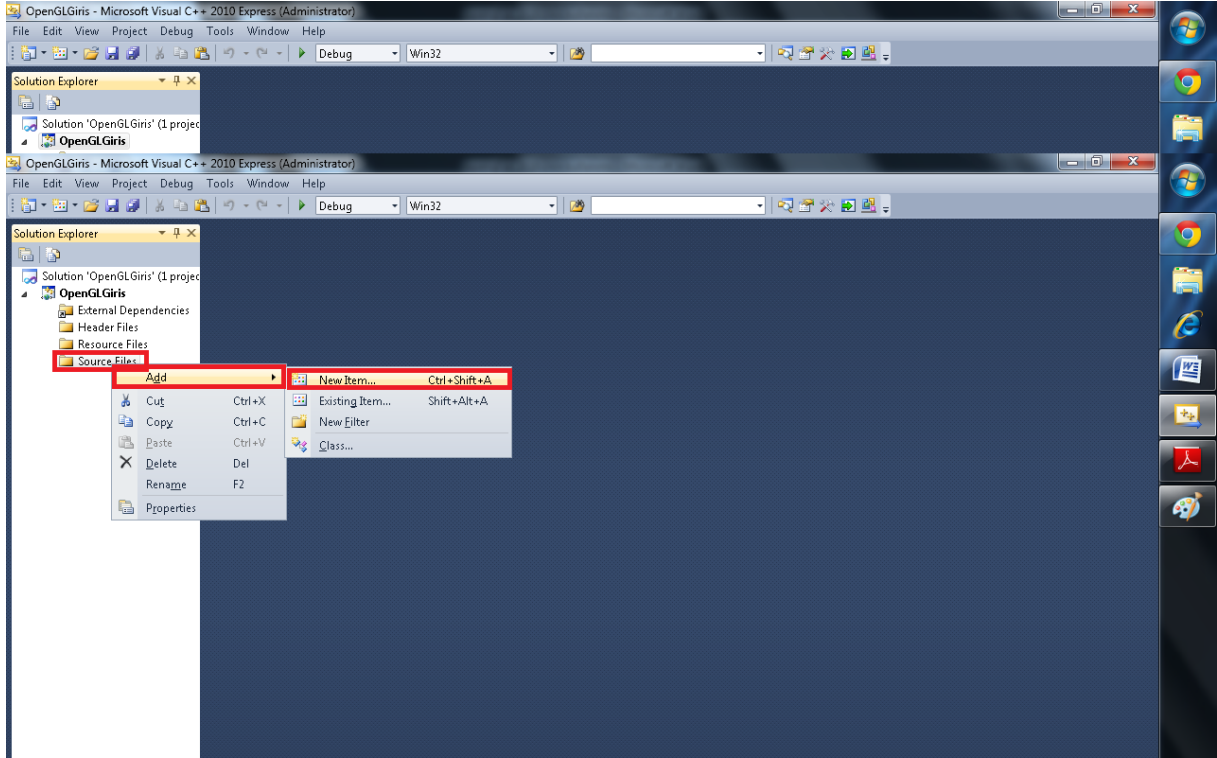 OpenGLGiris - Microsoft Visual C++ 2010 Express (Administrator)
File Edit View Project Debug Tools Window Help
Debug Win32
Solution Explorer
Solution 'OpenGLGiris' (1 projec
OpenGLGiris
OpenGLGiris - Microsoft Visual C++ 2010 Express (Administrator)
File Edit View Project Debug Tools Window Help
Debug Win32
Solution Explorer
Solution 'OpenGLGiris' (1 projec
OpenGLGiris
External Dependencies
Header Files
Resource Files
Source Files
Add
New Item... Ctrl+Shift+A
Cut Ctrl+X
Existing Item... Shift+Alt+A
Copy Ctrl+C
New Filter
Paste Ctrl+V
Class...
Delete Del
Rename F2
Properties